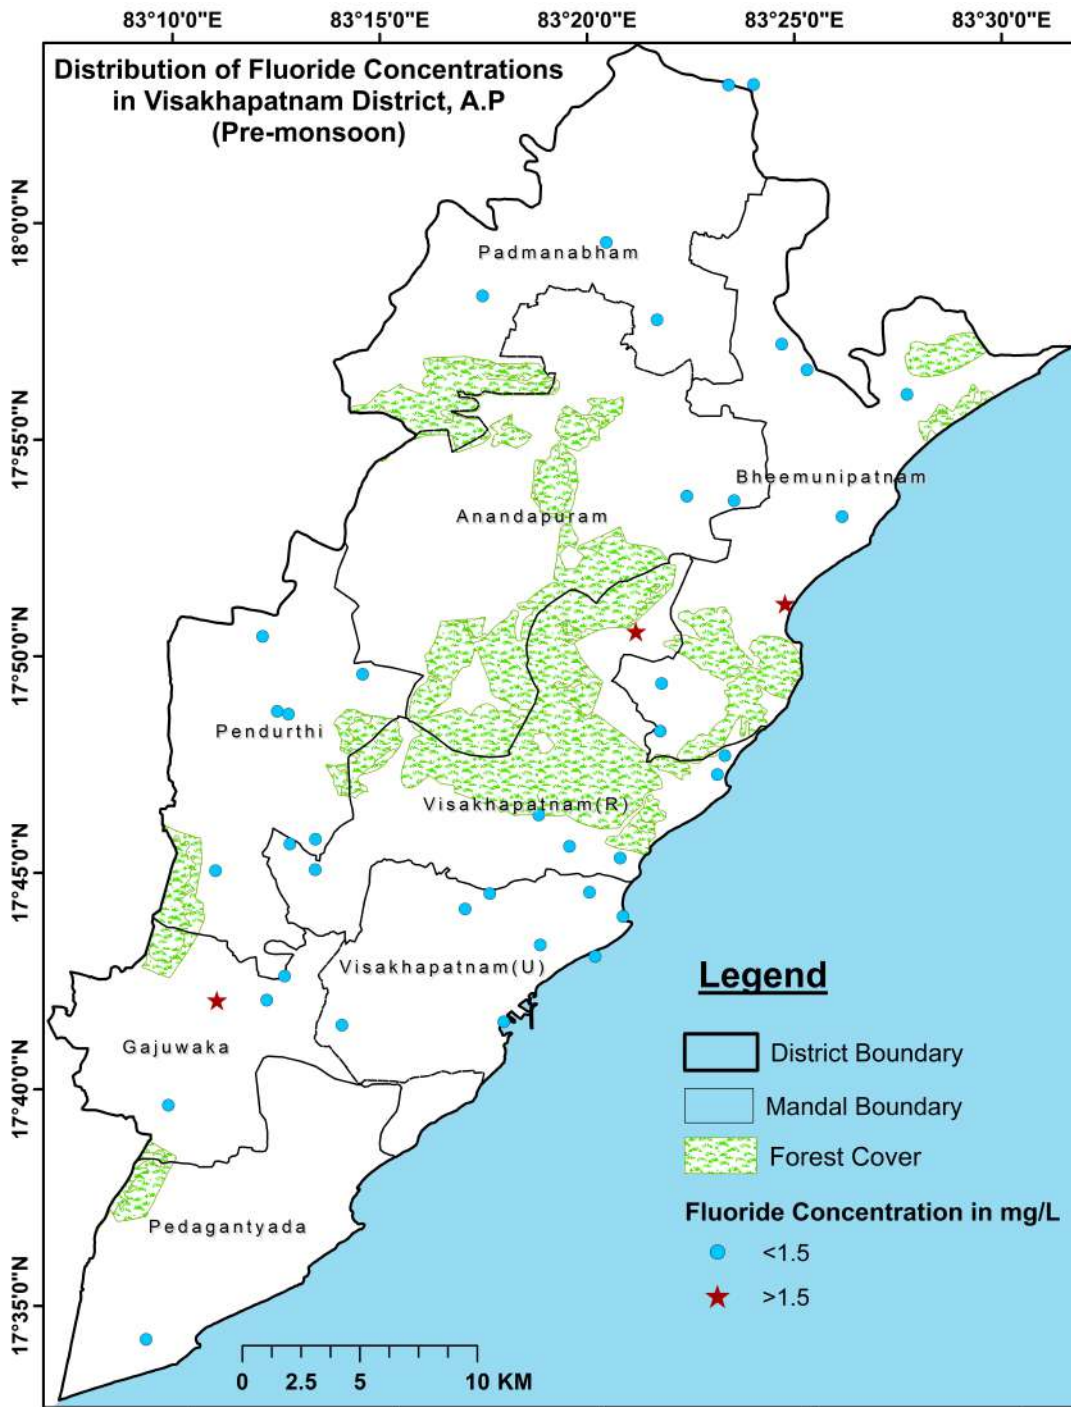 83°10'0"E 83°15'0"E 83°20'0"E 83°25'0"E 83°30'0"E
Distribution of Fluoride Concentrations
in Visakhapatnam District, A.P
(Pre-monsoon)
18°0'0"N
Padmanabham
17°55'0"N
Bheemunipatnam
Anandapuram
17°50'0"N
Pendurthi
Visakhapatnam(R)
17°45'0"N
Visakhapatnam(U)
Gajuwaka
17°40'0"N
Pedagantyada
17°35'0"N
Legend
District Boundary
Mandal Boundary
Forest Cover
Fluoride Concentration in mg/L
<1.5
>1.5
0 2.5 5 10 KM